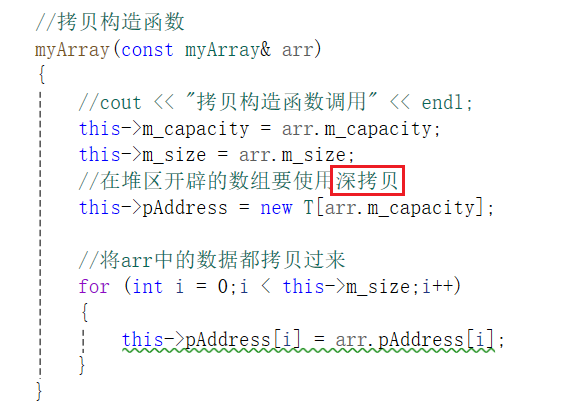 //拷贝构造函数
myArray(const myArray& arr)
{
//cout << "拷贝构造函数调用" << endl;
this->m_capacity = arr.m_capacity;
this->m_size = arr.m_size;
//在堆区开辟的数组要使用深拷贝
this->pAddress = new T[arr.m_capacity];
//将arr中的数据都拷贝过来
for (int i = 0;i < this->m_size;i++)
{
this->pAddress[i] = arr.pAddress[i];
}
}